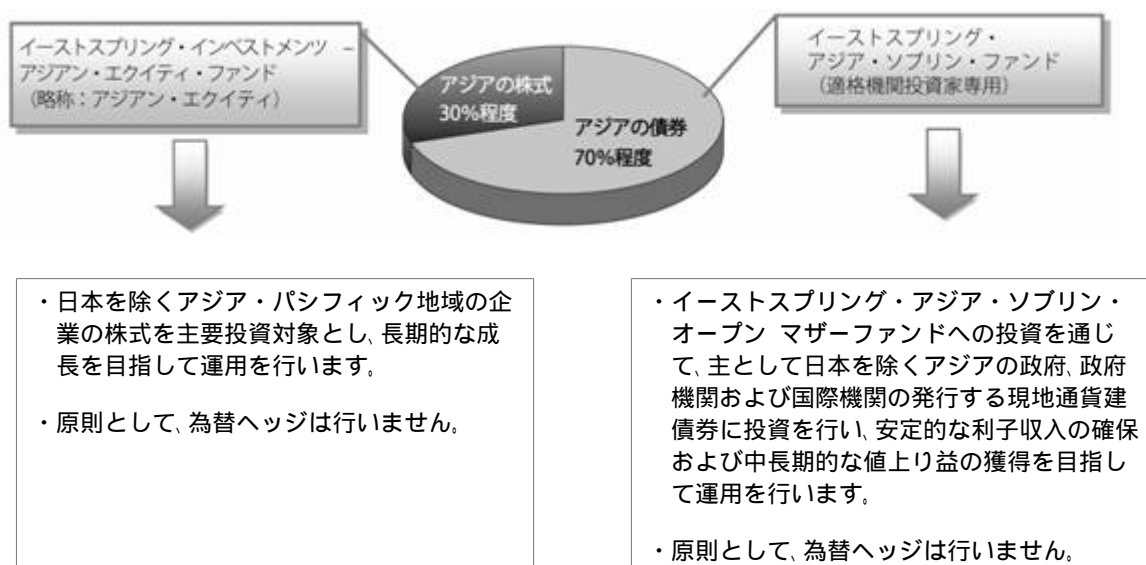 イーストスプリング・インベストメンツ –
アジアン・エクイティ・ファンド
（略称：アジアン・エクイティ）
アジアの株式
30%程度
アジアの債券
70%程度
イーストスプリング・
アジア・ソブリン・ファンド
（適格機関投資家専用）
・日本を除くアジア・パシフィック地域の企
業の株式を主要投資対象とし、長期的な成
長を目指して運用を行います。
・原則として、為替ヘッジは行いません。
・イーストスプリング・アジア・ソブリン・
オープン マザーファンドへの投資を通じ
て、主として日本を除くアジアの政府、政府
機関および国際機関の発行する現地通貨建
債券に投資を行い、安定的な利子収入の確保
および中長期的な値上り益の獲得を目指し
て運用を行います。
・原則として、為替ヘッジは行いません。